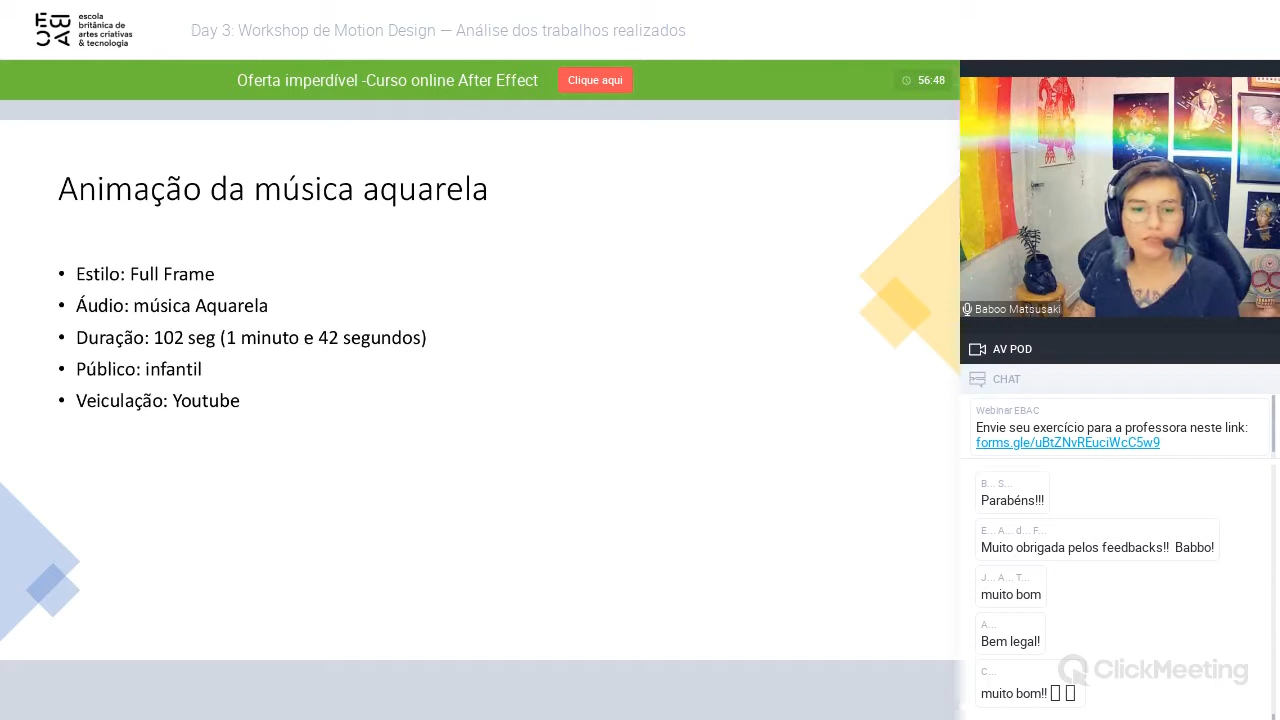 EBAC
escola
britânica de
artes criativas
& tecnologia
Day 3: Workshop de Motion Design — Análise dos trabalhos realizados
Oferta imperdível -Curso online After Effect
Clique aqui
56:48
Animação da música aquarela
• Estilo: Full Frame
• Áudio: música Aquarela
• Duração: 102 seg (1 minuto e 42 segundos)
• Público: infantil
• Veiculação: Youtube
Baboo Matsusaki
AV POD
CHAT
Webinar EBAC
Envie seu exercício para a professora neste link:
forms.gle/uBtZNvREuciWcC5w9
B... S...
Parabéns!!!
E... A... d... F...
Muito obrigada pelos feedbacks!! Babbo!
J... A... T...
muito bom
A...
Bem legal!
C...
muito bom!!
ClickMeeting